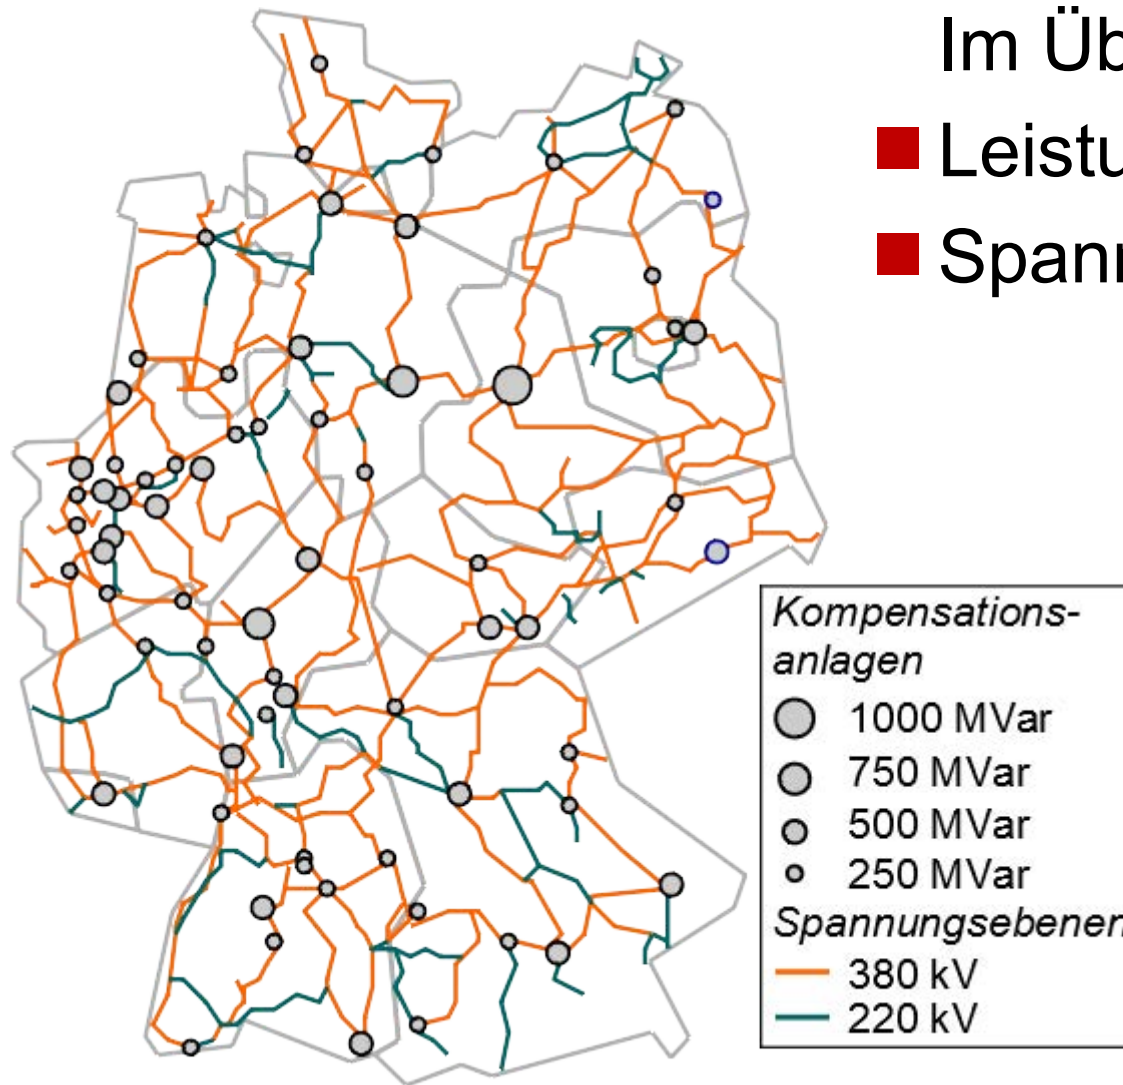 Im Üb
Leistu
Spann
Kompensations-
anlagen
1000 MVar
750 MVar
500 MVar
250 MVar
Spannungsebenen
380 kV
220 kV